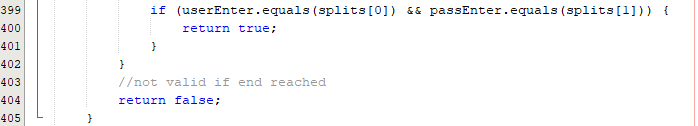 399 if (userEnter.equals(splits[0]) && passEnter.equals(splits[1])) {
400 return true;
401 }
402 }
403 //not valid if end reached
404 return false;
405 }